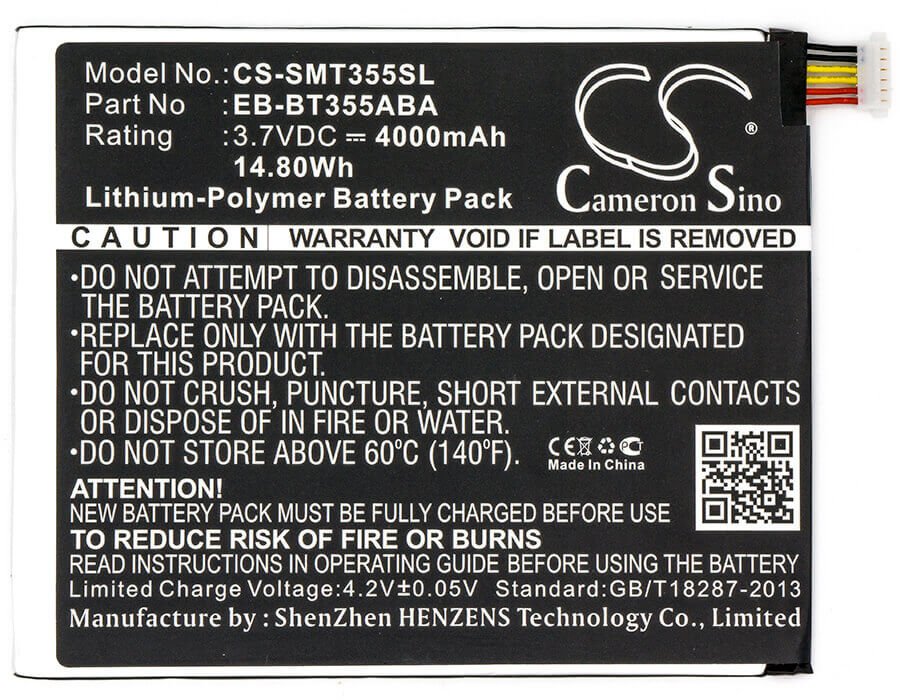 Model No.: CS-SMT355SL
Part No : EB-BT355ABA
Rating : 3.7VDC ⎓ 4000mAh
14.80Wh
Lithium-Polymer Battery Pack
CS ®
Cameron Sino
CAUTION WARRANTY VOID IF LABEL IS REMOVED
·DO NOT ATTEMPT TO DISASSEMBLE, OPEN OR SERVICE
THE BATTERY PACK.
·REPLACE ONLY WITH THE BATTERY PACK DESIGNATED
FOR THIS PRODUCT.
·DO NOT CRUSH, PUNCTURE, SHORT EXTERNAL CONTACTS
OR DISPOSE OF IN FIRE OR WATER.
·DO NOT STORE ABOVE 60°C (140°F).
CE PCT
Made In China
ATTENTION!
NEW BATTERY PACK MUST BE FULLY CHARGED BEFORE USE
TO REDUCE RISK OF FIRE OR BURNS
READ INSTRUCTIONS IN OPERATING GUIDE BEFORE USING THE BATTERY
Limited Charge Voltage:4.2V±0.05V Standard:GB/T18287-2013
Manufactured by : ShenZhen HENZENS Technology Co., Limited